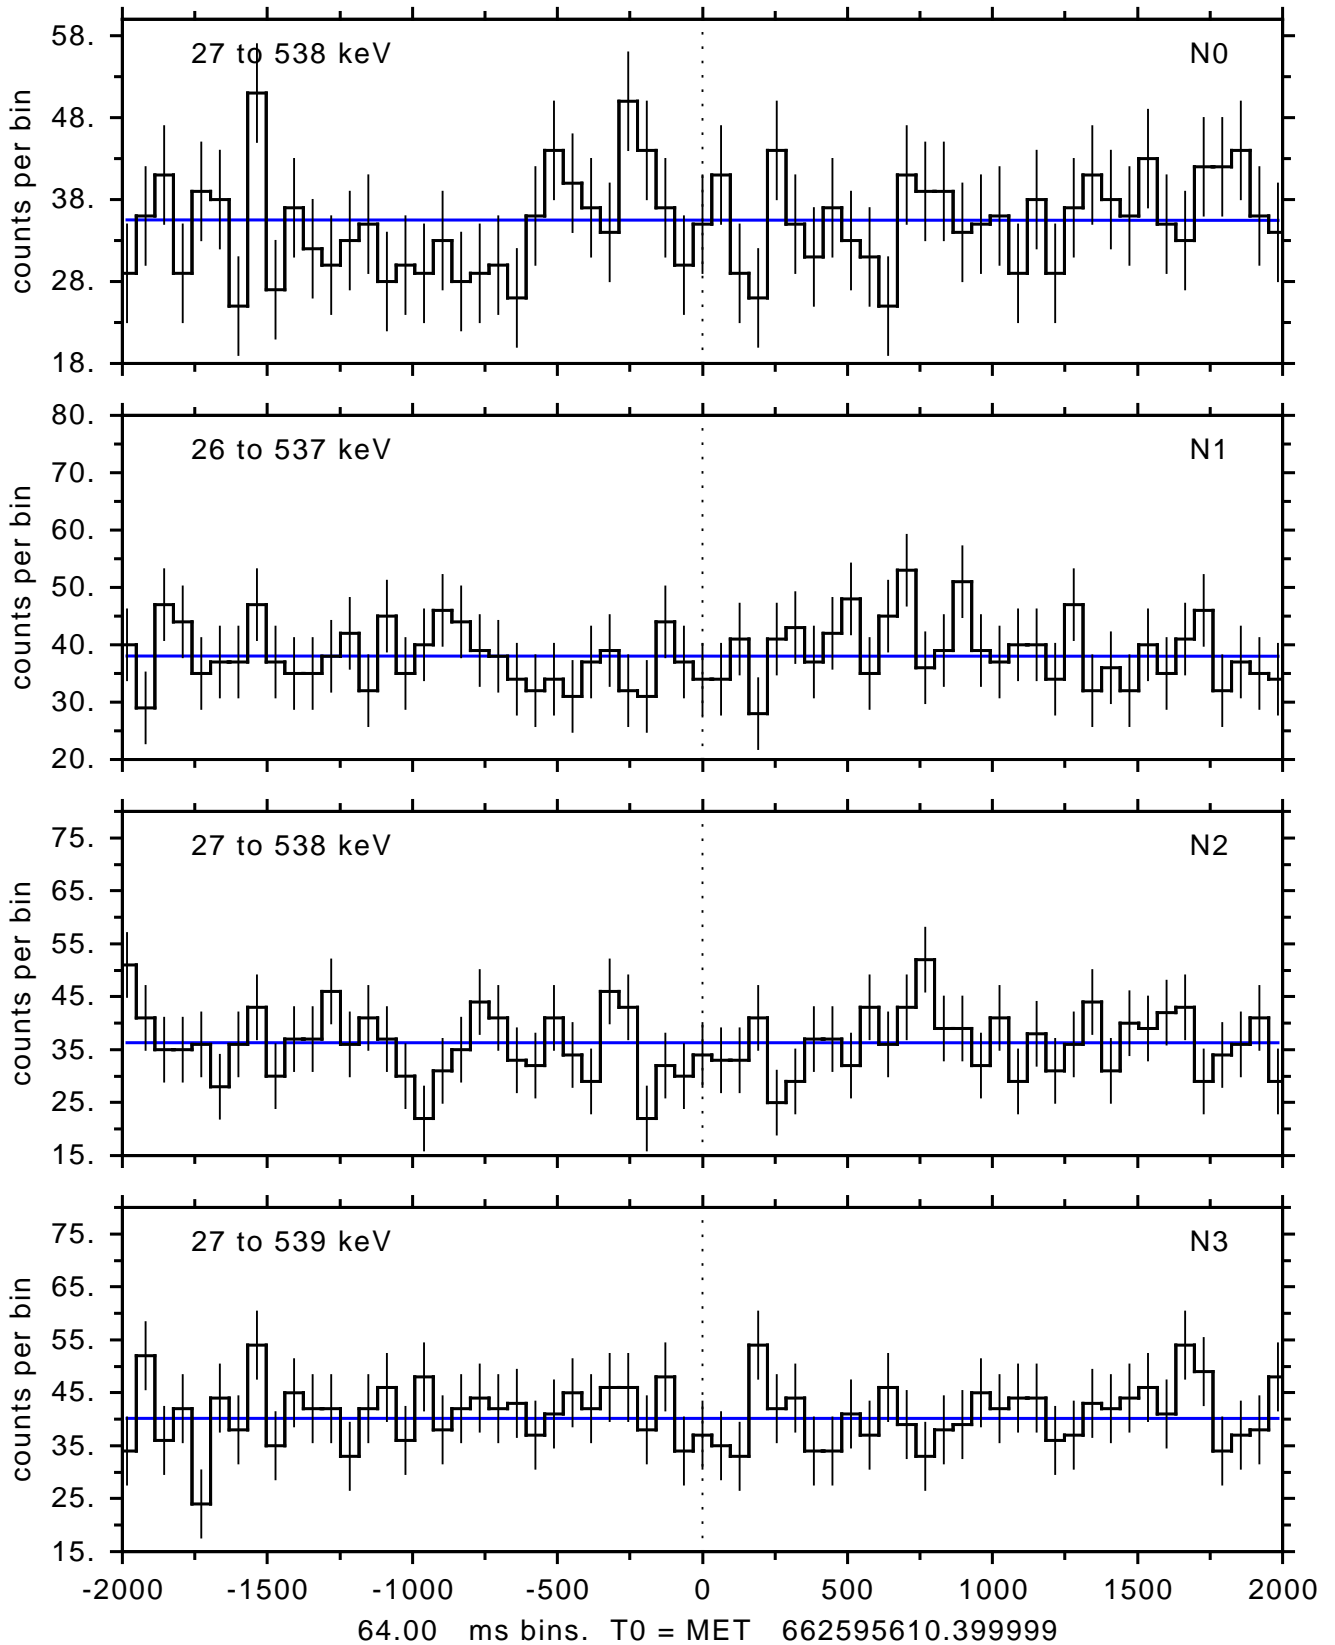 27 to 538 keV N0
58.
48.
38.
28.
18.
counts per bin
26 to 537 keV N1
80.
70.
60.
50.
40.
30.
20.
counts per bin
27 to 538 keV N2
75.
65.
55.
45.
35.
25.
15.
counts per bin
27 to 539 keV N3
75.
65.
55.
45.
35.
25.
15.
counts per bin
-2000 -1500 -1000 -500 0 500 1000 1500 2000
64.00 ms bins. T0 = MET 662595610.399999